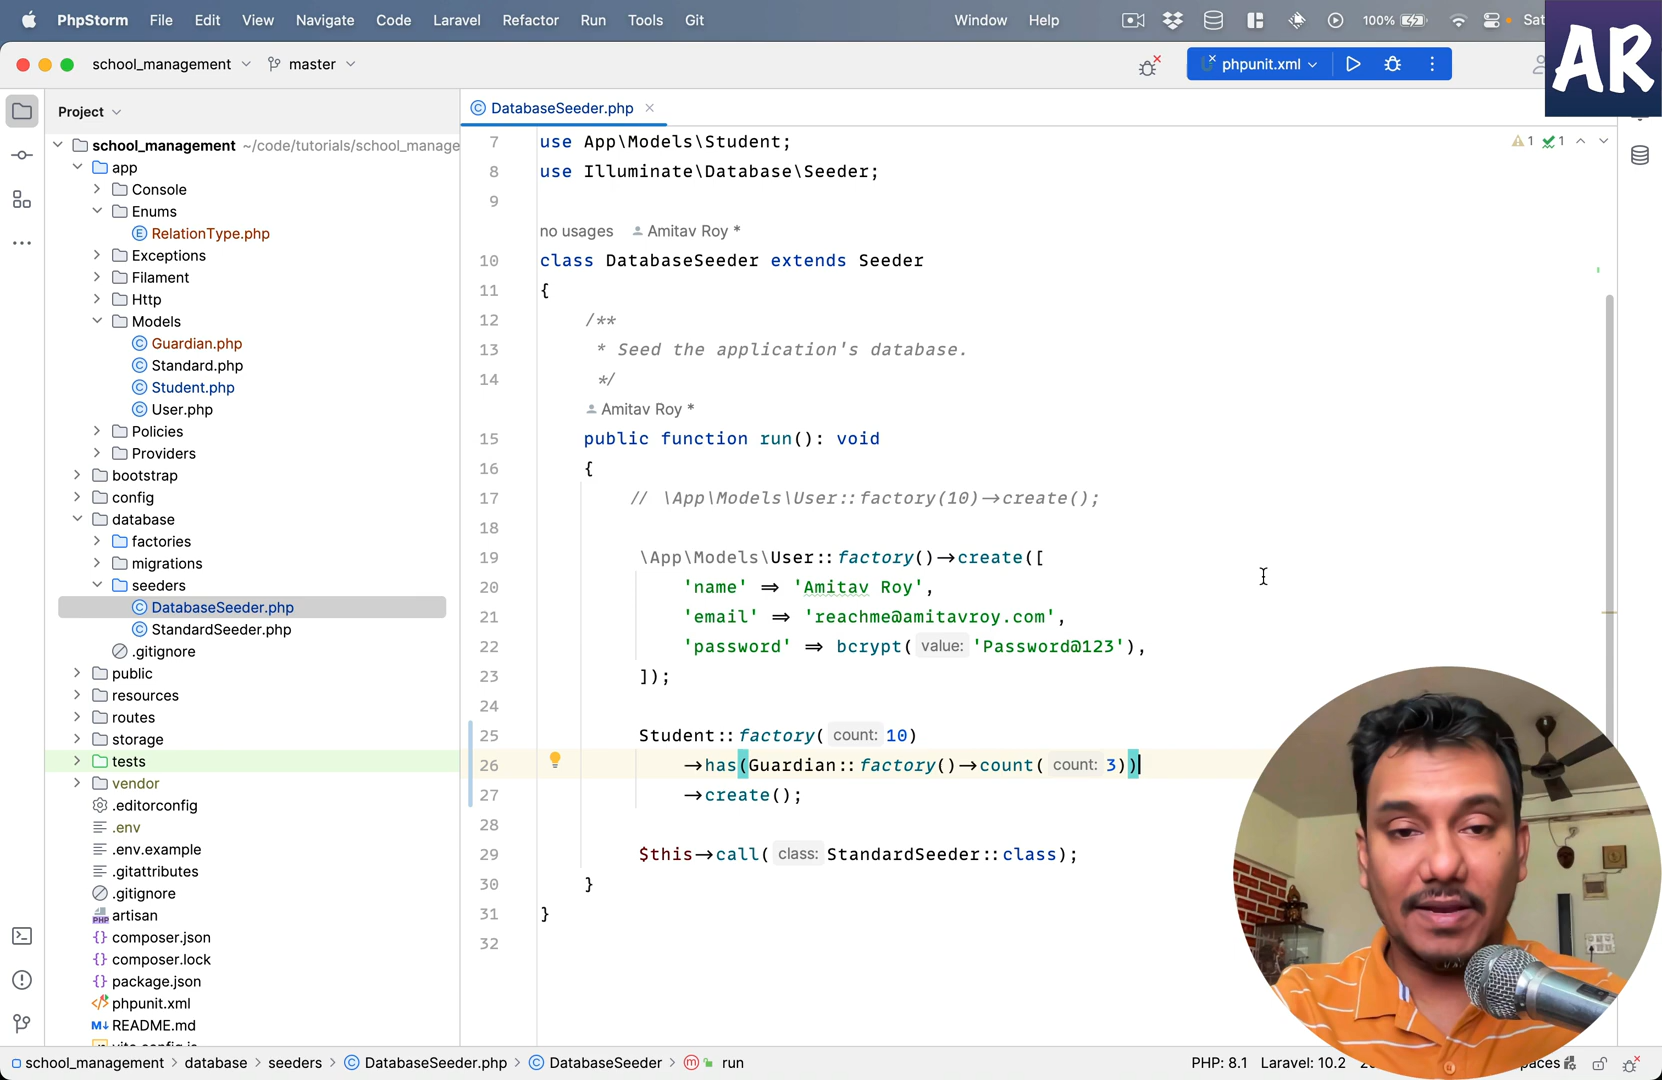 PhpStorm File Edit View Navigate Code Laravel Refactor Run Tools Git Window Help 100% Sat
AR
school_management master phpunit.xml
Project
DatabaseSeeder.php
school_management ~/code/tutorials/school_manage
app
Console
Enums
RelationType.php
Exceptions
Filament
Http
Models
Guardian.php
Standard.php
Student.php
User.php
Policies
Providers
bootstrap
config
database
factories
migrations
seeders
DatabaseSeeder.php
StandardSeeder.php
.gitignore
public
resources
routes
storage
tests
vendor
.editorconfig
.env
.env.example
.gitattributes
.gitignore
artisan
composer.json
composer.lock
package.json
phpunit.xml
README.md
1 1
7 use App\Models\Student;
8 use Illuminate\Database\Seeder;
9
no usages Amitav Roy *
10 class DatabaseSeeder extends Seeder
11 {
12 /**
13 * Seed the application's database.
14 */
Amitav Roy *
15 public function run(): void
16 {
17 // \App\Models\User::factory(10)->create();
18
19 \App\Models\User::factory()->create([
20 'name' => 'Amitav Roy',
21 'email' => 'reachme@amitavroy.com',
22 'password' => bcrypt( value: 'Password@123'),
23 ]);
24
25 Student::factory( count: 10)
26 ->has(Guardian::factory()->count( count: 3))
27 ->create();
28
29 $this->call( class: StandardSeeder::class);
30 }
31 }
32
school_management > database > seeders > DatabaseSeeder.php > DatabaseSeeder > run
PHP: 8.1 Laravel: 10.2 paces